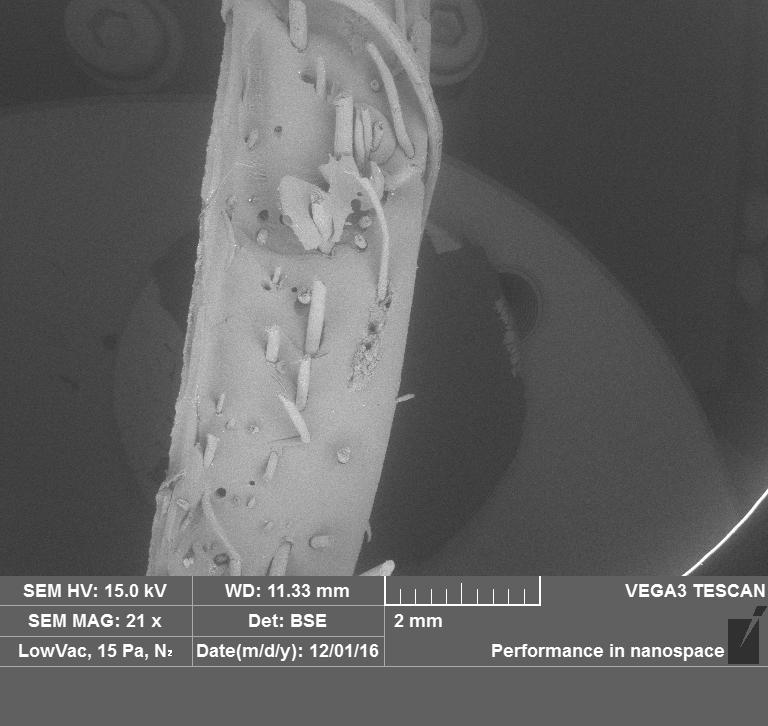 SEM HV: 15.0 kV
WD: 11.33 mm
VEGA3 TESCAN
SEM MAG: 21 x
Det: BSE
2 mm
LowVac, 15 Pa, N₂
Date(m/d/y): 12/01/16
Performance in nanospace